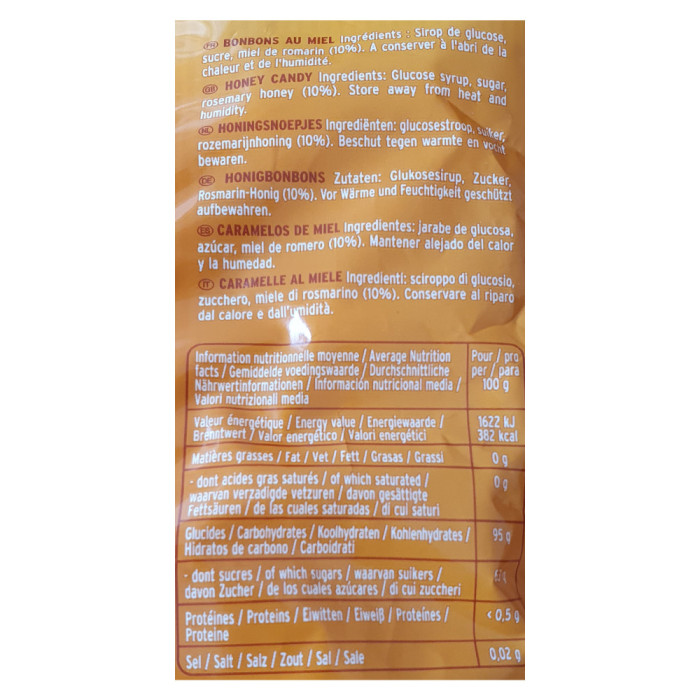 FR BONBONS AU MIEL Ingrédients : Sirop de glucose,
sucre, miel de romarin (10%). A conserver à l'abri de la
chaleur et de l'humidité.
GB HONEY CANDY Ingredients: Glucose syrup, sugar,
rosemary honey (10%). Store away from heat and
humidity.
NL HONINGSNOEPJES Ingrediënten: glucosestroop, suiker,
rozemarijnhoning (10%). Beschut tegen warmte en vocht
bewaren.
DE HONIGBONBONS Zutaten: Glukosesirup, Zucker,
Rosmarin-Honig (10%). Vor Wärme und Feuchtigkeit geschützt
aufbewahren.
ES CARAMELOS DE MIEL Ingredientes: jarabe de glucosa,
azúcar, miel de romero (10%). Mantener alejado del calor
y la humedad.
IT CARAMELLE AL MIELE Ingredienti: sciroppo di glucosio,
zucchero, miele di rosmarino (10%). Conservare al riparo
dal calore e dall'umidità.
Information nutritionnelle moyenne / Average Nutrition
facts / Gemiddelde voedingswaarde / Durchschnittliche
Nährwertinformationen / Información nutricional media /
Valori nutrizionali media
Pour / pro
per / para
100 g
Valeur énergétique / Energy value / Energiewaarde /
Brenntwert / Valor energético / Valori energétici
1622 kJ
382 kcal
Matières grasses / Fat / Vet / Fett / Grasas / Grassi
0 g
- dont acides gras saturés / of which saturated /
waarvan verzadigde vetzuren / davon gesättigte
Fettsäuren / de las cuales saturadas / di cui saturi
0 g
Glucides / Carbohydrates / Koolhydraten / Kohlenhydrates /
Hidratos de carbono / Carboidrati
95 g
- dont sucres / of which sugars / waarvan suikers /
davon Zucher / de los cuales azúcares / di cui zuccheri
Protéines / Proteins / Eiwitten / Eiweiß / Proteínes /
Proteine
< 0,5 g
Sel / Salt / Salz / Zout / Sal / Sale
0,02 g